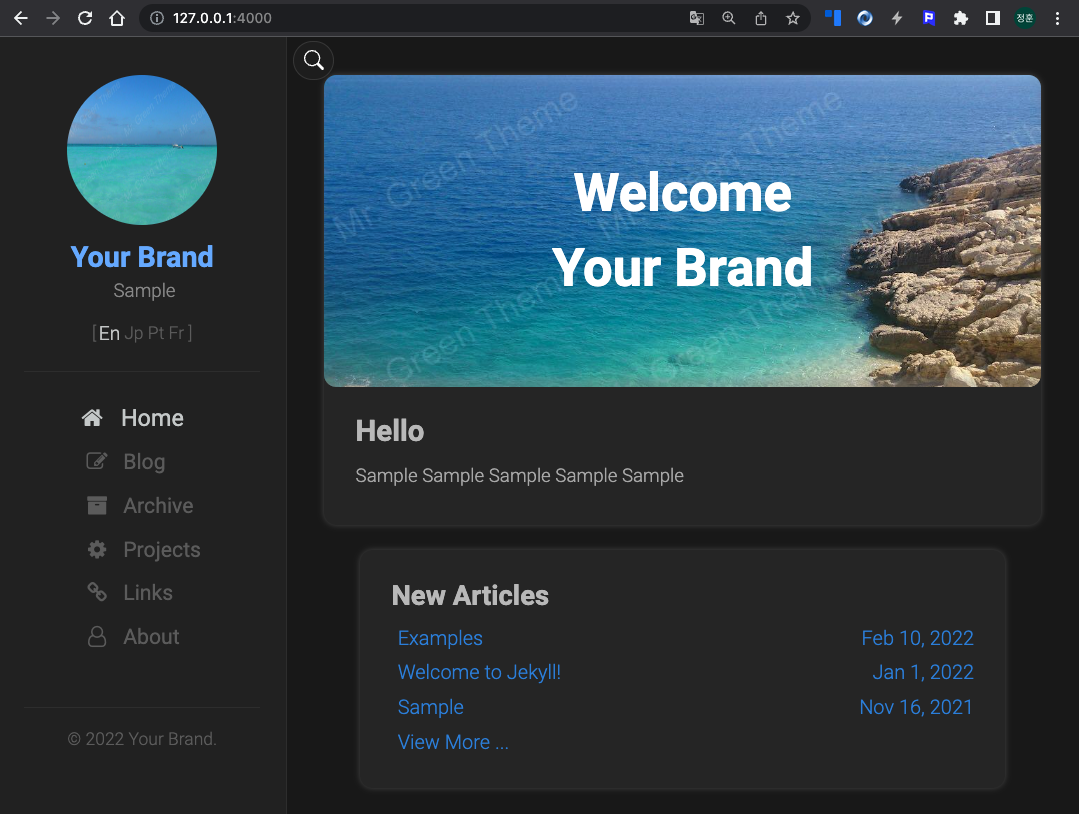 127.0.0.1:4000
정훈
Your Brand
Sample
[ En Jp Pt Fr ]
Home
Blog
Archive
Projects
Links
About
© 2022 Your Brand.
Mr. Green Theme
Welcome
Your Brand
Hello
Sample Sample Sample Sample Sample
New Articles
Examples Feb 10, 2022
Welcome to Jekyll! Jan 1, 2022
Sample Nov 16, 2021
View More ...